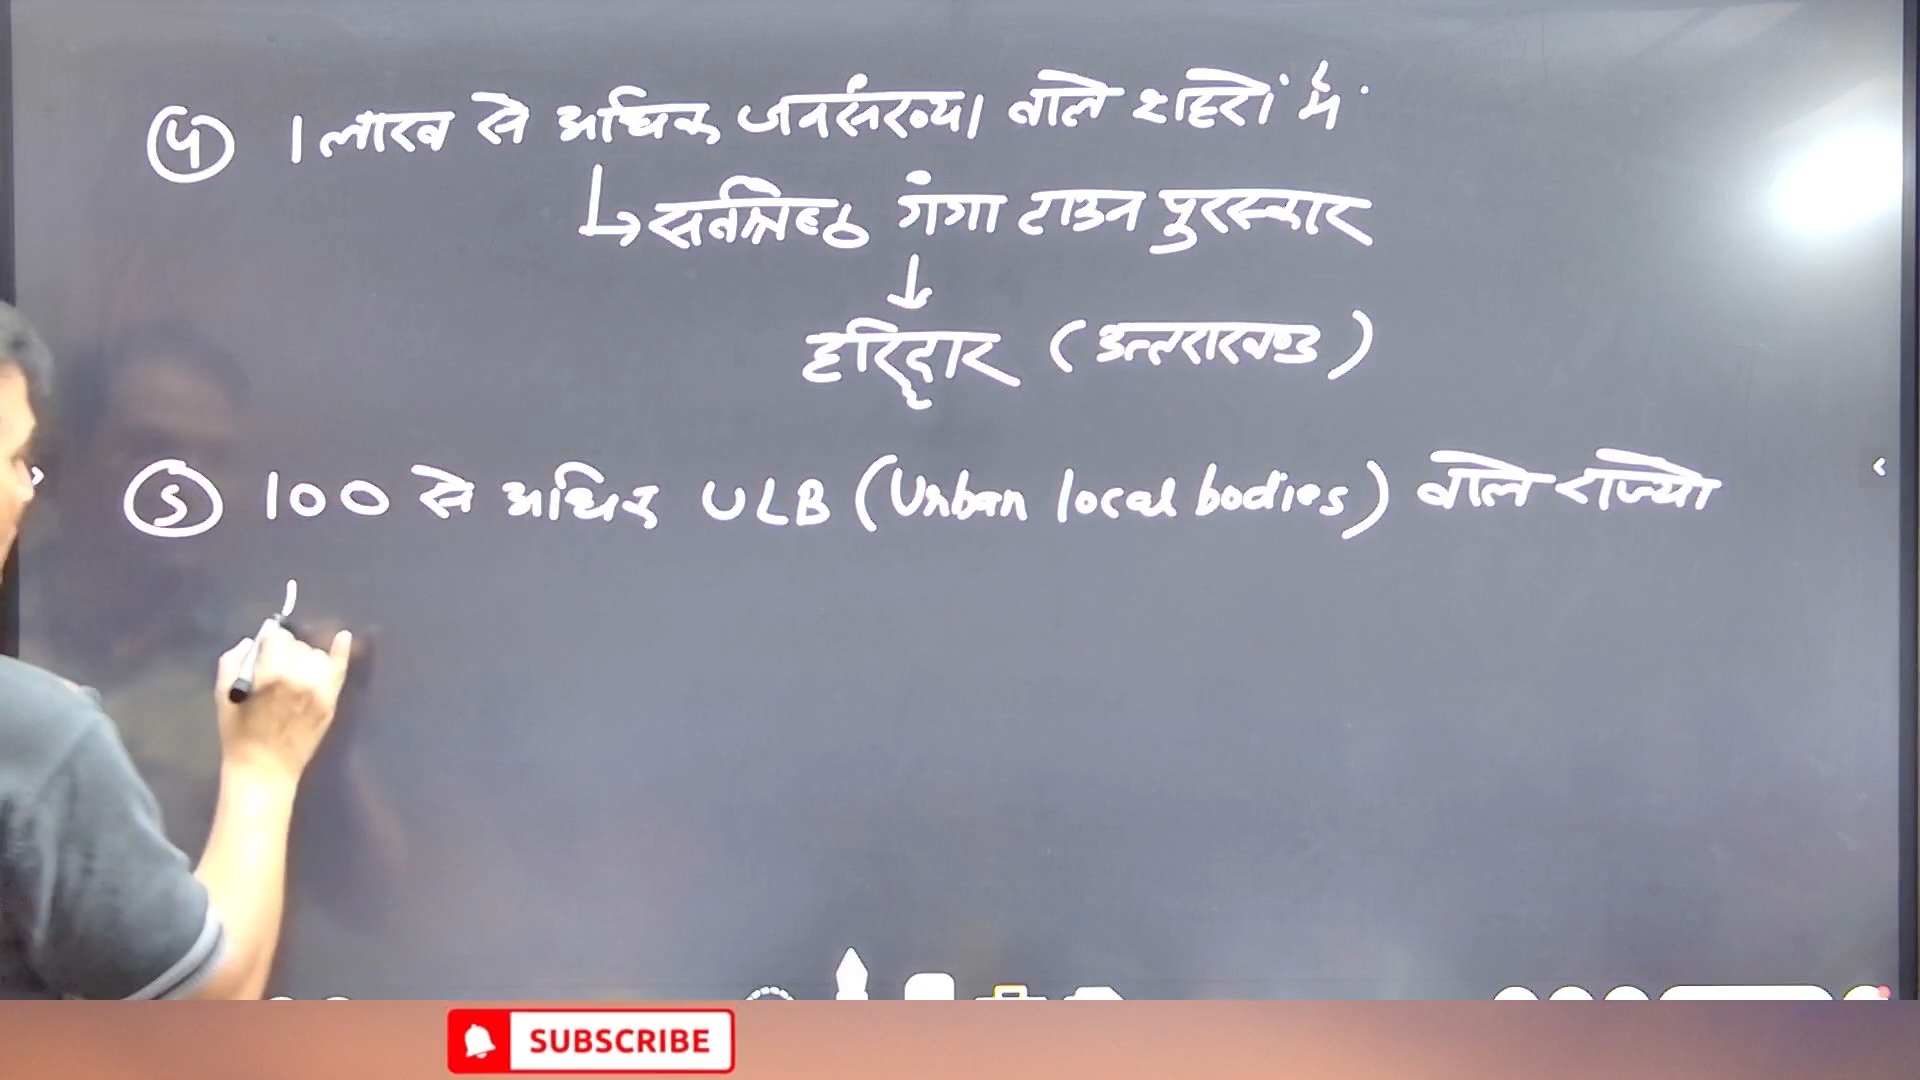 ④ 1 लाख से अधिक जनसंख्या वाले शहरों में
↳ सर्वश्रेष्ठ गंगा टाउन पुरस्कार
↓
हरिद्वार (उत्तराखण्ड)
⑤ 100 से अधिक ULB (Urban local bodies) वाले राज्यो
SUBSCRIBE